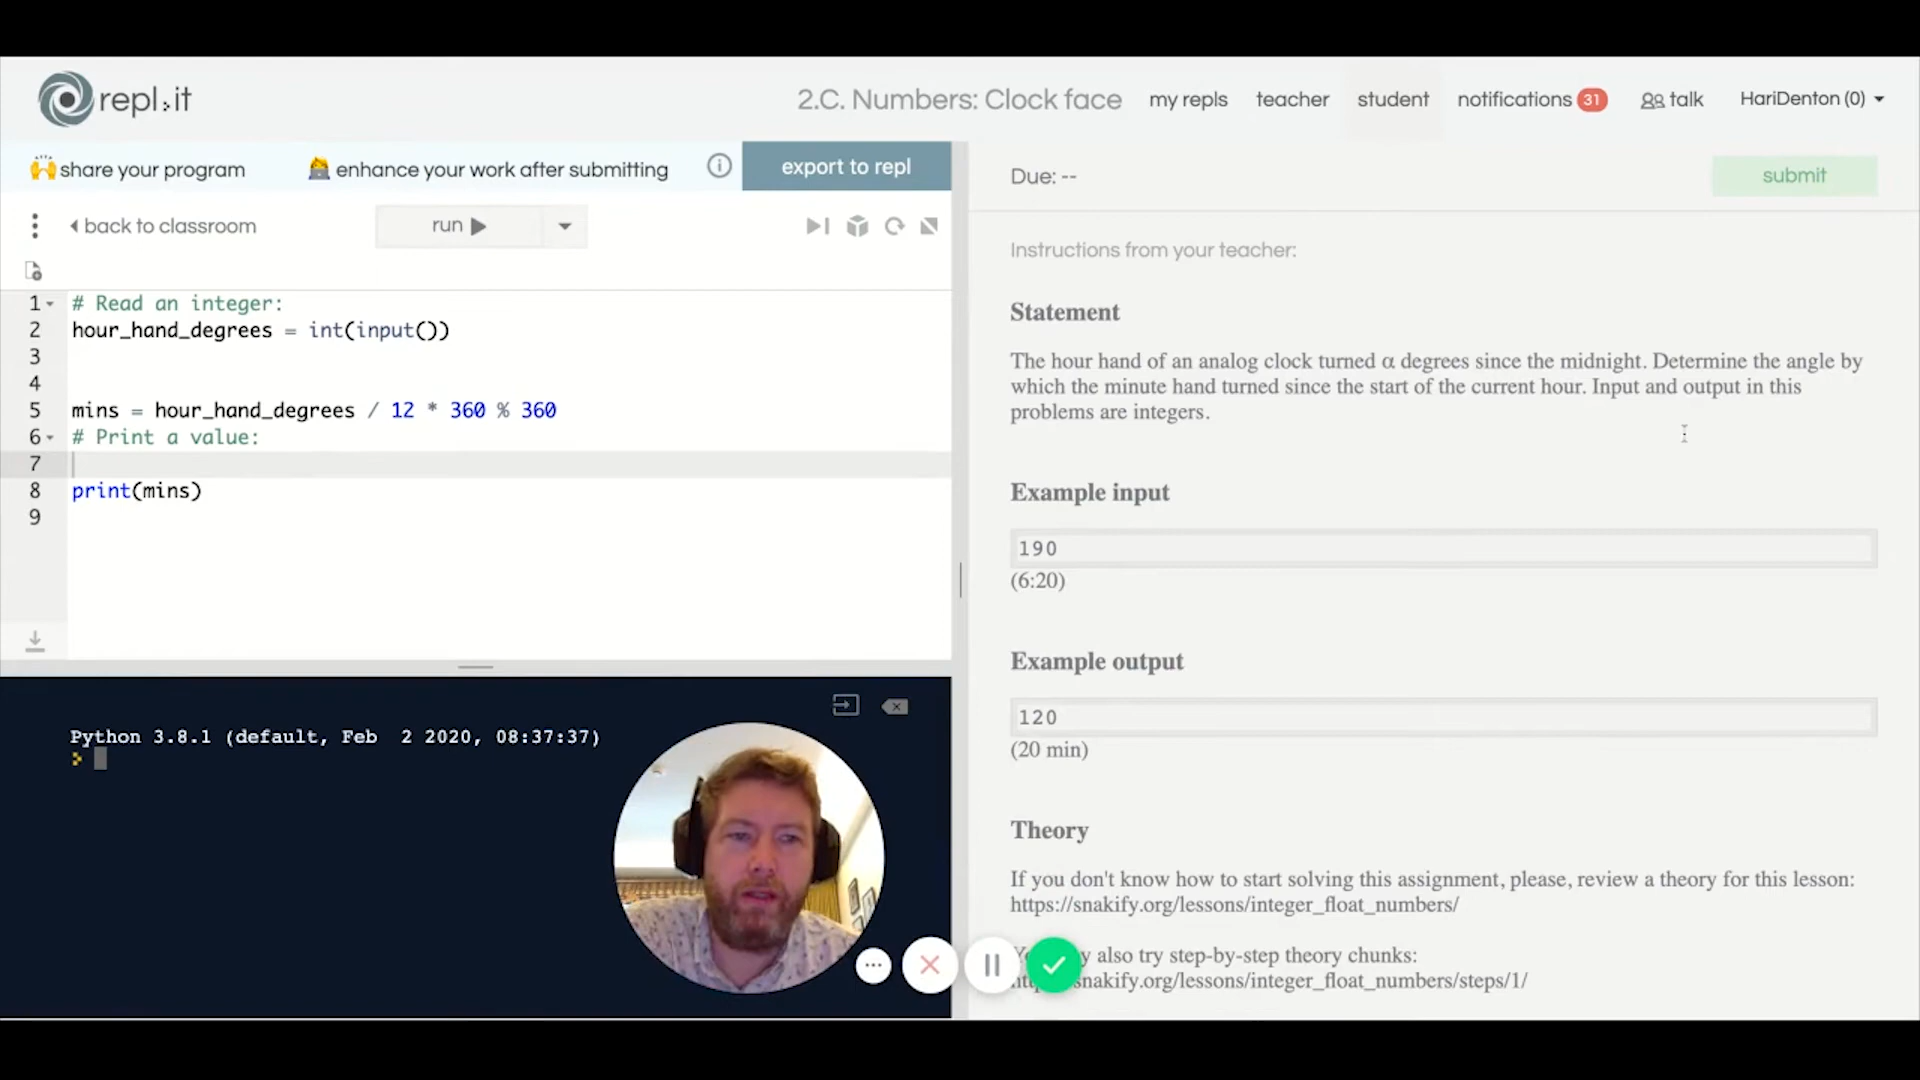 repl.it
2.C. Numbers: Clock face
my repls
teacher
student
notifications 31
talk
HariDenton (0)
share your program
enhance your work after submitting
export to repl
back to classroom
run
1 # Read an integer:
2 hour_hand_degrees = int(input())
3
4
5 mins = hour_hand_degrees / 12 * 360 % 360
6 # Print a value:
7
8 print(mins)
9
Python 3.8.1 (default, Feb  2 2020, 08:37:37)
>
Due: --
submit
Instructions from your teacher:
Statement
The hour hand of an analog clock turned α degrees since the midnight. Determine the angle by
which the minute hand turned since the start of the current hour. Input and output in this
problems are integers.
Example input
190
(6:20)
Example output
120
(20 min)
Theory
If you don't know how to start solving this assignment, please, review a theory for this lesson:
https://snakify.org/lessons/integer_float_numbers/
also try step-by-step theory chunks:
snakify.org/lessons/integer_float_numbers/steps/1/